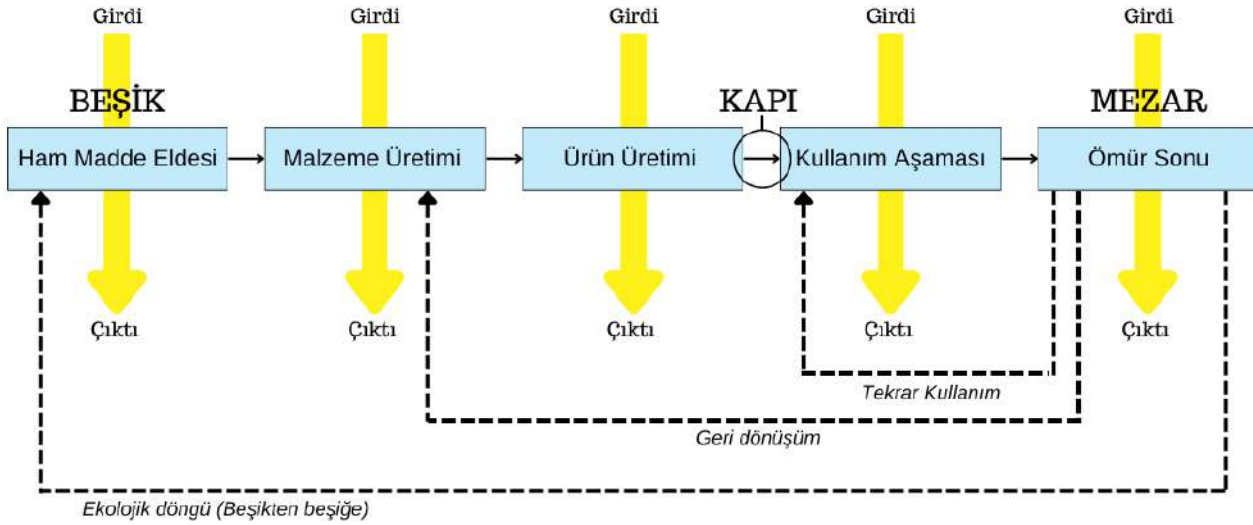 Girdi
Girdi
Girdi
Girdi
Girdi
BEŞİK
KAPI
MEZAR
Ham Madde Eldesi
Malzeme Üretimi
Ürün Üretimi
Kullanım Aşaması
Ömür Sonu
Çıktı
Çıktı
Çıktı
Çıktı
Çıktı
Tekrar Kullanım
Geri dönüşüm
Ekolojik döngü (Beşikten beşiğe)